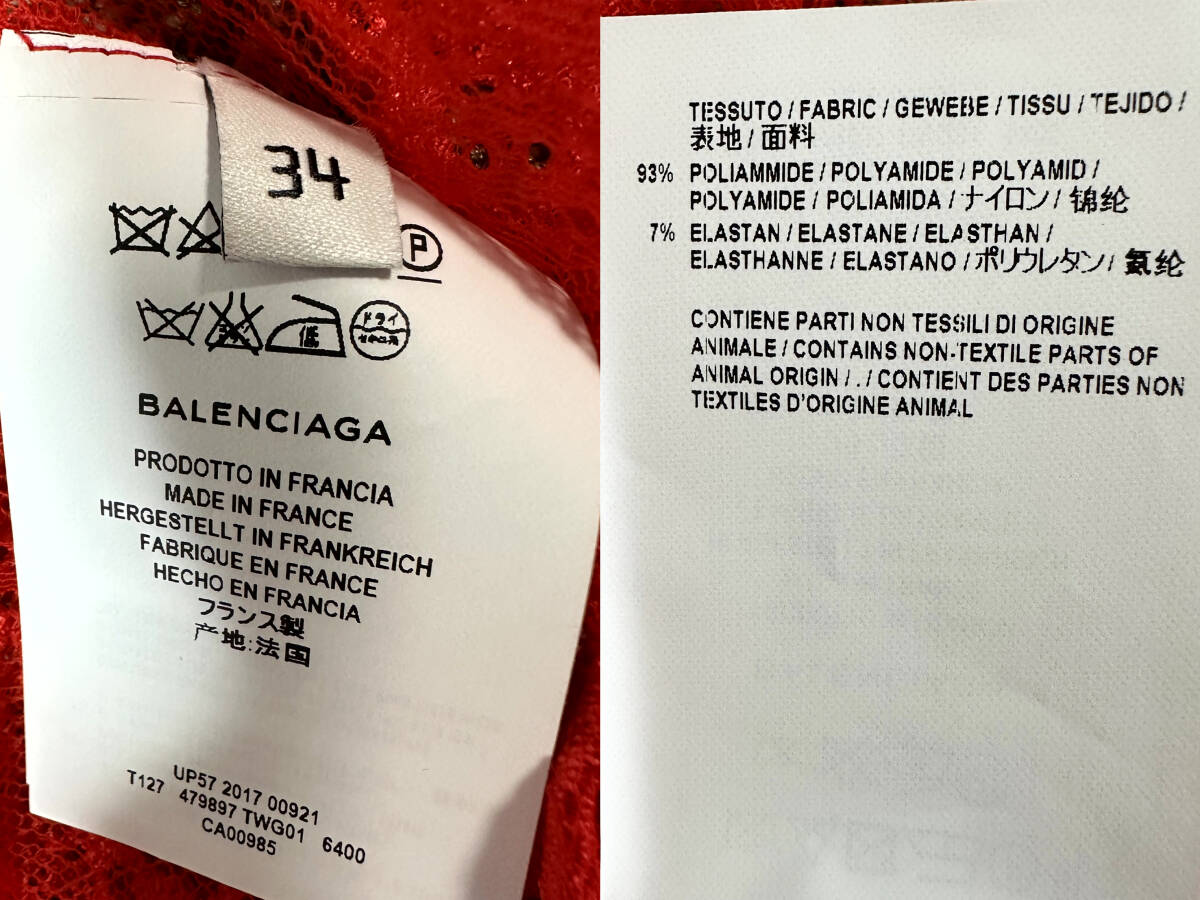 34
P
低
ドライ
BALENCIAGA
PRODOTTO IN FRANCIA
MADE IN FRANCE
HERGESTELLT IN FRANKREICH
FABRIQUE EN FRANCE
HECHO EN FRANCIA
フランス製
产地:法国
UP57 2017 00921
T127 479897 TWG01 6400
CA00985
TESSUTO / FABRIC / GEWEBE / TISSU / TEJIDO /
表地 / 面料
93% POLIAMMIDE / POLYAMIDE / POLYAMID /
POLYAMIDE / POLIAMIDA / ナイロン / 锦纶
7% ELASTAN / ELASTANE / ELASTHAN /
ELASTHANNE / ELASTANO / ポリウレタン / 氨纶
CONTIENE PARTI NON TESSILI DI ORIGINE
ANIMALE / CONTAINS NON-TEXTILE PARTS OF
ANIMAL ORIGIN / . / CONTIENT DES PARTIES NON
TEXTILES D'ORIGINE ANIMAL